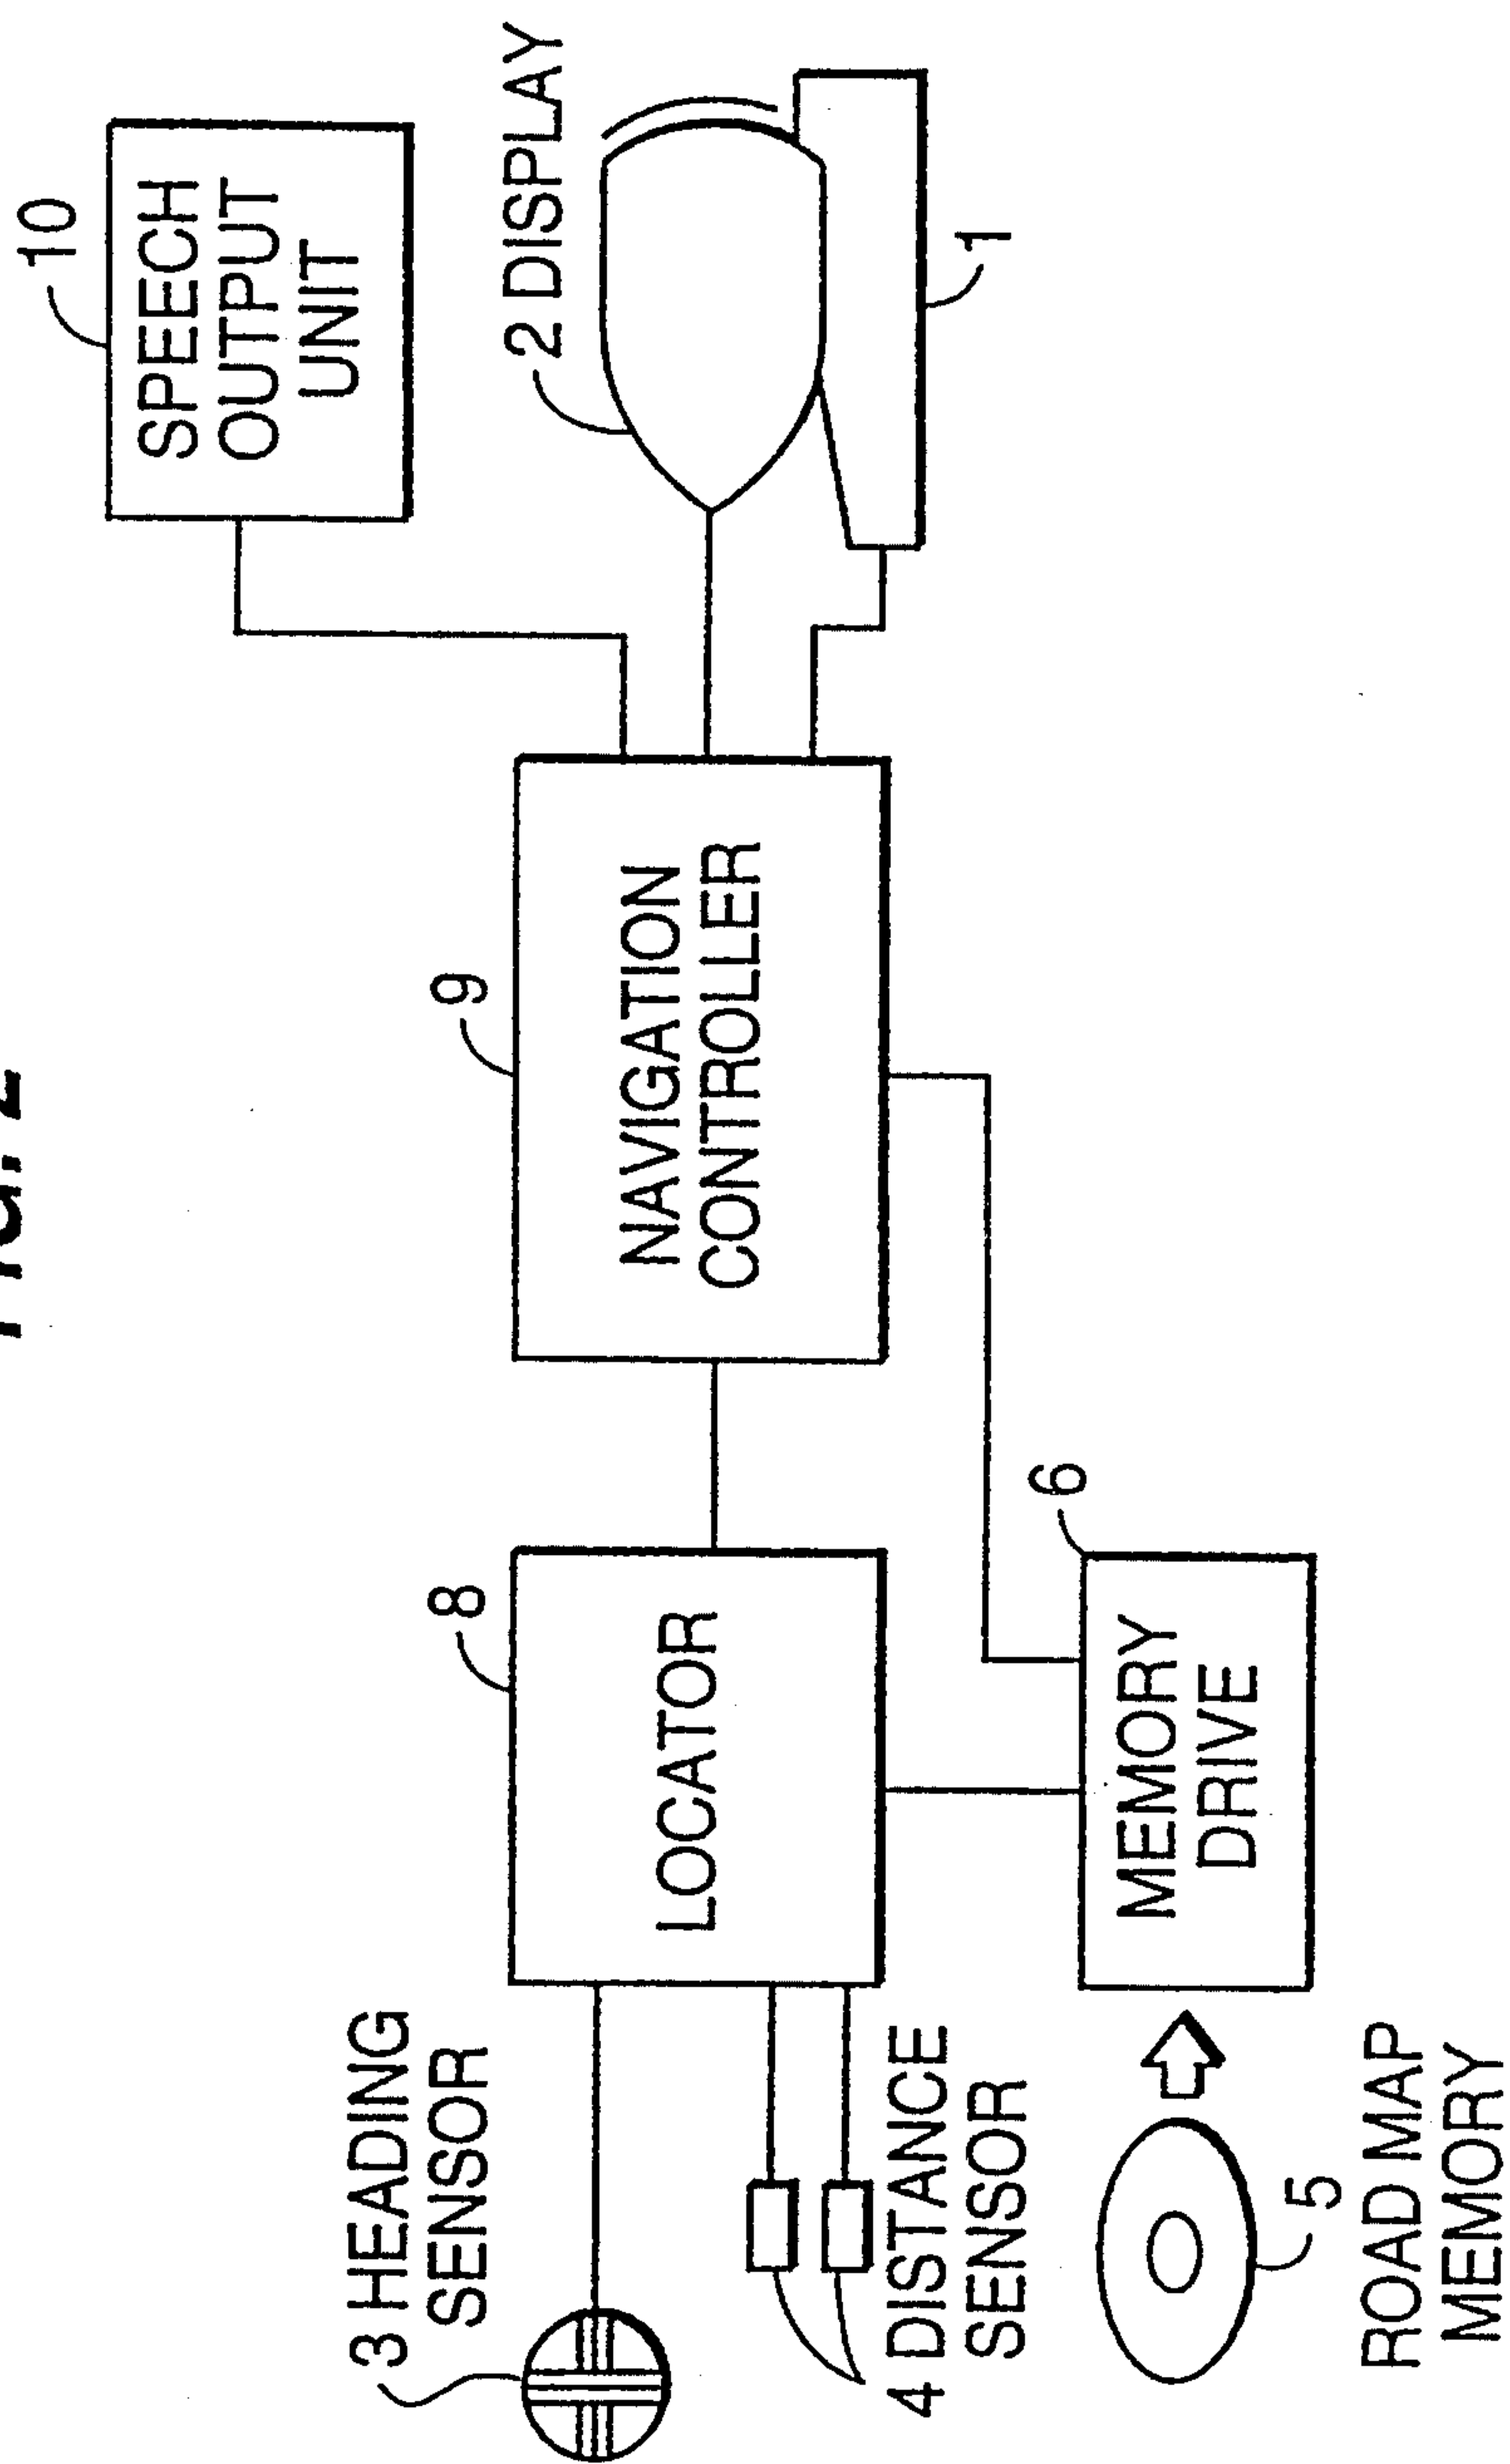 10
SPEECH
OUTPUT
UNIT
2 DISPLAY
1
9
NAVIGATION
CONTROLLER
8
LOCATOR
6
MEMORY
DRIVE
3 HEADING
SENSOR
4 DISTANCE
SENSOR
5
ROAD MAP
MEMORY